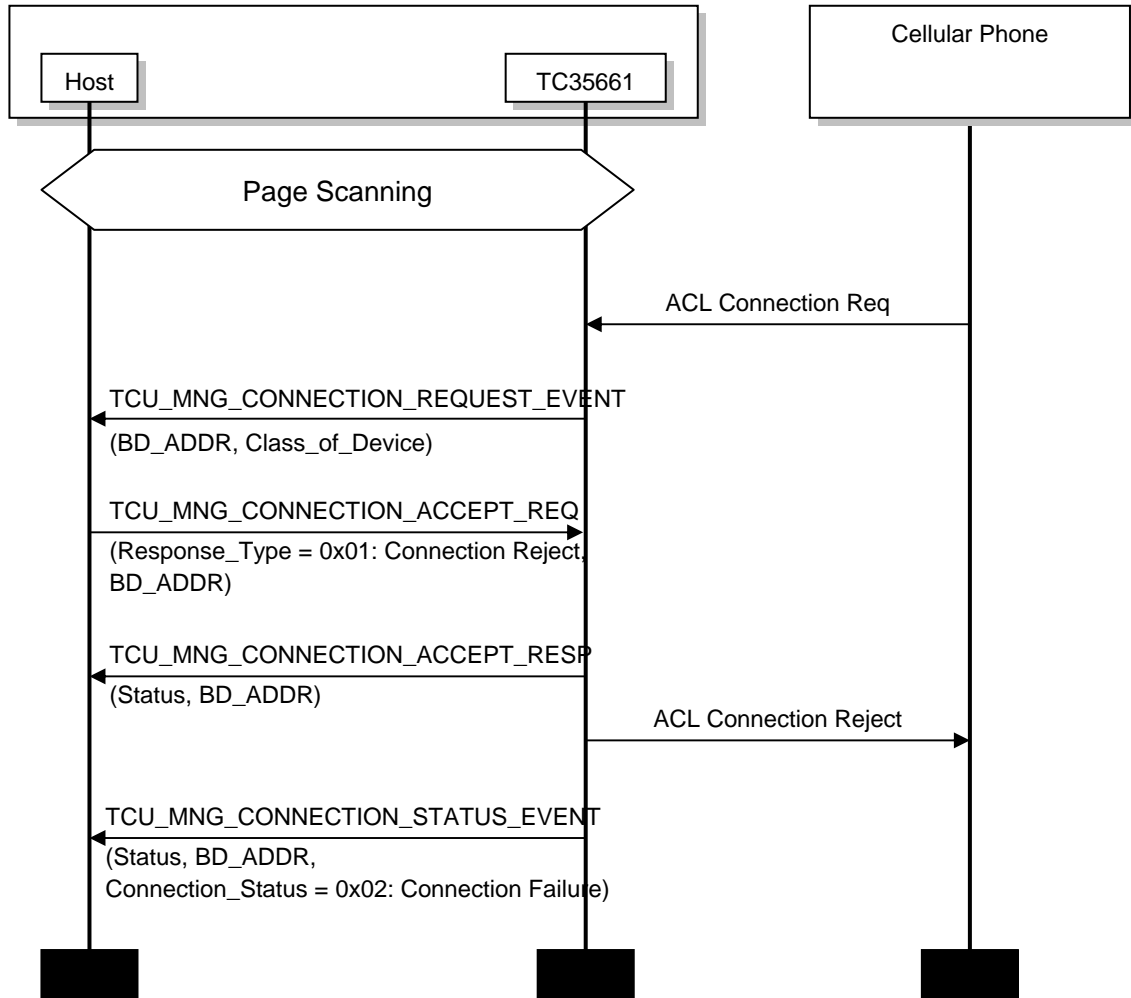 Cellular Phone
Host
TC35661
Page Scanning
ACL Connection Req
TCU_MNG_CONNECTION_REQUEST_EVENT
(BD_ADDR, Class_of_Device)
TCU_MNG_CONNECTION_ACCEPT_REQ
(Response_Type = 0x01: Connection Reject,
BD_ADDR)
TCU_MNG_CONNECTION_ACCEPT_RESP
(Status, BD_ADDR)
ACL Connection Reject
TCU_MNG_CONNECTION_STATUS_EVENT
(Status, BD_ADDR,
Connection_Status = 0x02: Connection Failure)